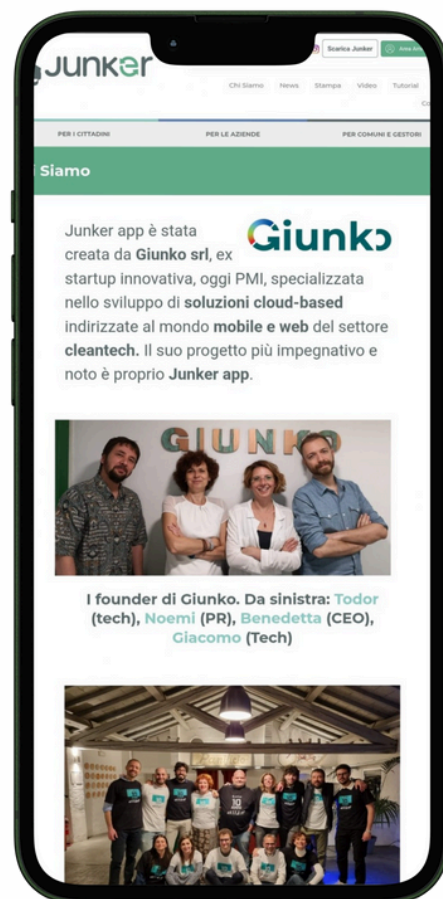 JUNKer
Scarica Junker
Chi Siamo News Stampa Video Tutorial
PER I CITTADINI PER LE AZIENDE PER COMUNI E GESTORI
Siamo
Giunko
Junker app è stata
creata da Giunko srl, ex
startup innovativa, oggi PMI, specializzata
nello sviluppo di soluzioni cloud-based
indirizzate al mondo mobile e web del settore
cleantech. Il suo progetto più impegnativo e
noto è proprio Junker app.
GIUNKO
I founder di Giunko. Da sinistra: Todor
(tech), Noemi (PR), Benedetta (CEO),
Giacomo (Tech)